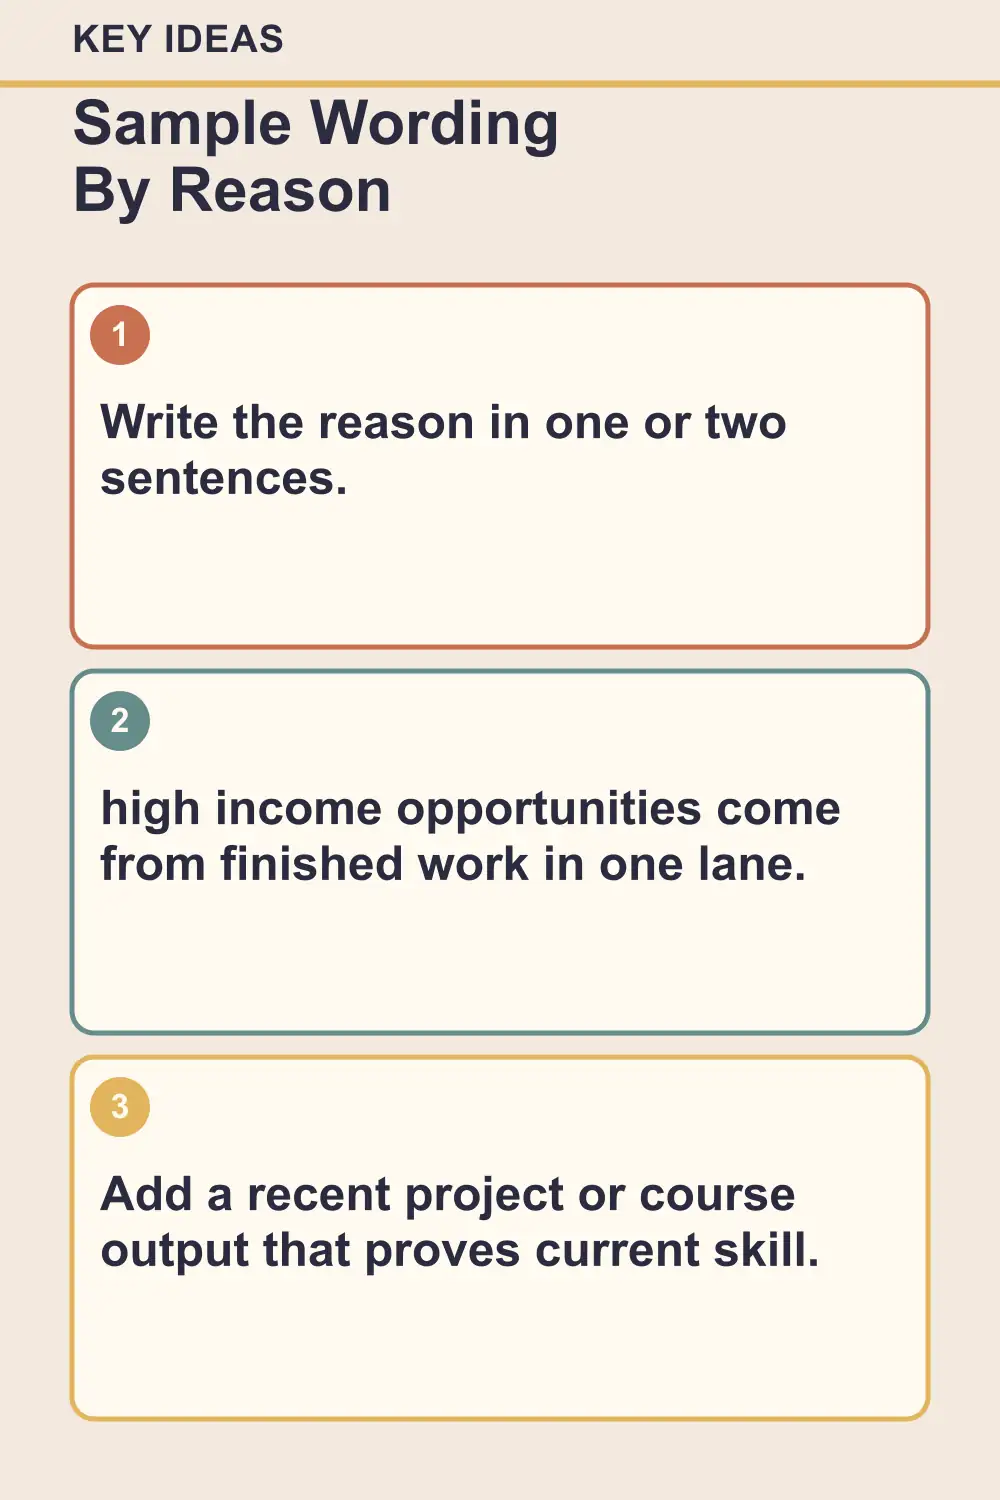 KEY IDEAS
Sample Wording
By Reason
1
Write the reason in one or two
sentences.
2
high income opportunities come
from finished work in one lane.
3
Add a recent project or course
output that proves current skill.